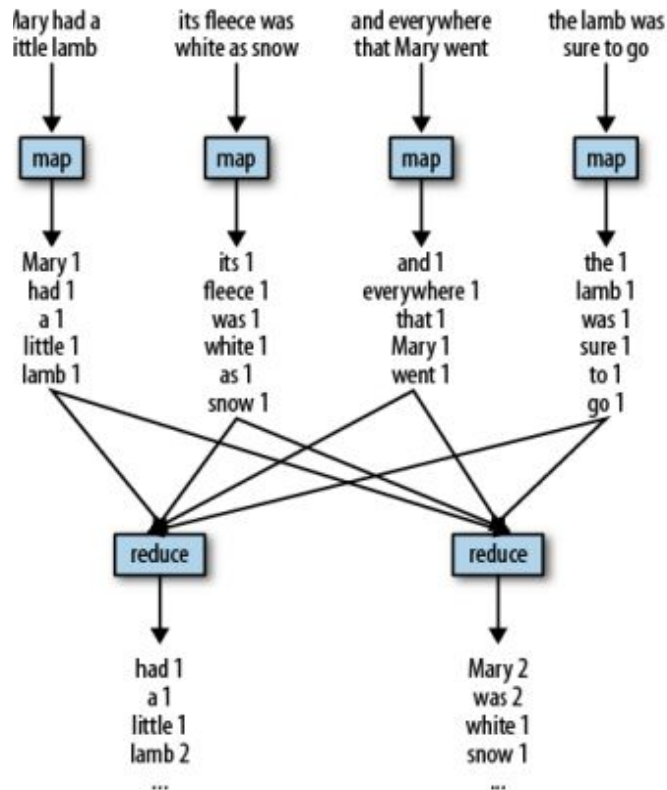 Mary had a
ittle lamb
its fleece was
white as snow
and everywhere
that Mary went
the lamb was
sure to go
map
map
map
map
Mary 1
had 1
a 1
little 1
lamb 1
its 1
fleece 1
was 1
white 1
as 1
snow 1
and 1
everywhere 1
that 1
Mary 1
went 1
the 1
lamb 1
was 1
sure 1
to 1
go 1
reduce
reduce
had 1
a 1
little 1
lamb 2
...
Mary 2
was 2
white 1
snow 1
...